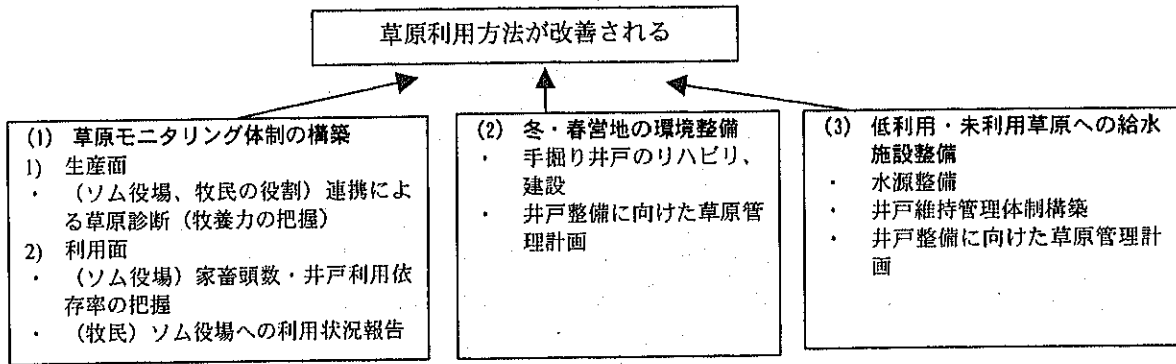 草原利用方法が改善される
(1) 草原モニタリング体制の構築
1) 生産面
・ (ソム役場、牧民の役割) 連携によ
る草原診断 (牧養力の把握)
2) 利用面
・ (ソム役場) 家畜頭数・井戸利用依
存率の把握
・ (牧民) ソム役場への利用状況報告
(2) 冬・春営地の環境整備
・ 手掘り井戸のリハビリ、
建設
・ 井戸整備に向けた草原管
理計画
(3) 低利用・未利用草原への給水
施設整備
・ 水源整備
・ 井戸維持管理体制構築
・ 井戸整備に向けた草原管理計
画